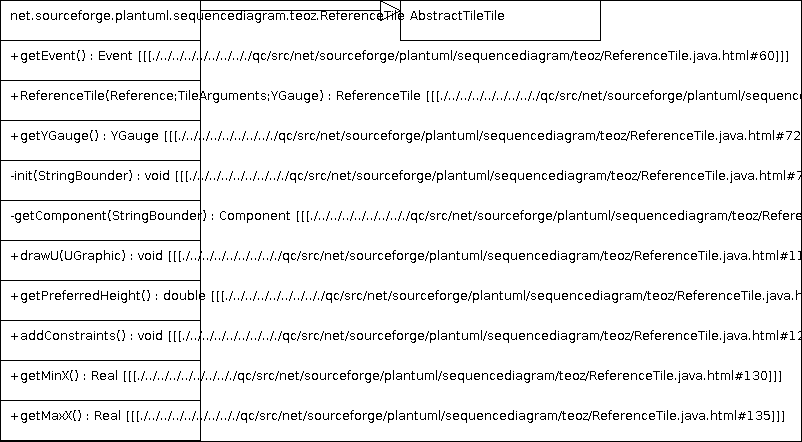 net.sourceforge.plantuml.sequencediagram.teoz.ReferenceTile AbstractTileTile
+getEvent() : Event [[[./../../../../../../../../qc/src/net/sourceforge/plantuml/sequencediagram/teoz/ReferenceTile.java.html#60]]]
+ReferenceTile(Reference;TileArguments;YGauge) : ReferenceTile [[[./../../../../../../../../qc/src/net/sourceforge/plantuml/sequence
+getYGauge() : YGauge [[[./../../../../../../../../qc/src/net/sourceforge/plantuml/sequencediagram/teoz/ReferenceTile.java.html#72
-init(StringBounder) : void [[[./../../../../../../../../qc/src/net/sourceforge/plantuml/sequencediagram/teoz/ReferenceTile.java.html#7
-getComponent(StringBounder) : Component [[[./../../../../../../../../qc/src/net/sourceforge/plantuml/sequencediagram/teoz/Refere
+drawU(UGraphic) : void [[[./../../../../../../../../qc/src/net/sourceforge/plantuml/sequencediagram/teoz/ReferenceTile.java.html#11
+getPreferredHeight() : double [[[./../../../../../../../../qc/src/net/sourceforge/plantuml/sequencediagram/teoz/ReferenceTile.java.h
+addConstraints() : void [[[./../../../../../../../../qc/src/net/sourceforge/plantuml/sequencediagram/teoz/ReferenceTile.java.html#12
+getMinX() : Real [[[./../../../../../../../../qc/src/net/sourceforge/plantuml/sequencediagram/teoz/ReferenceTile.java.html#130]]]
+getMaxX() : Real [[[./../../../../../../../../qc/src/net/sourceforge/plantuml/sequencediagram/teoz/ReferenceTile.java.html#135]]]